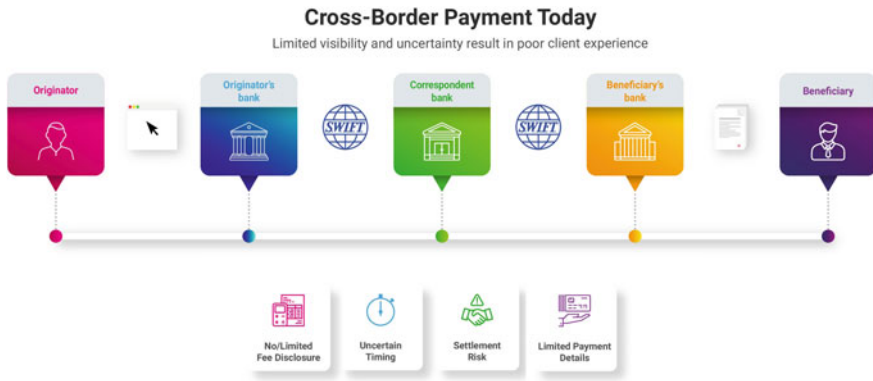 Cross-Border Payment Today
Limited visibility and uncertainty result in poor client experience
Originator
Originator's
bank
Correspondent
bank
Beneficiary's
bank
Beneficiary
SWIFT
SWIFT
No/Limited
Fee Disclosure
Uncertain
Timing
Settlement
Risk
Limited Payment
Details